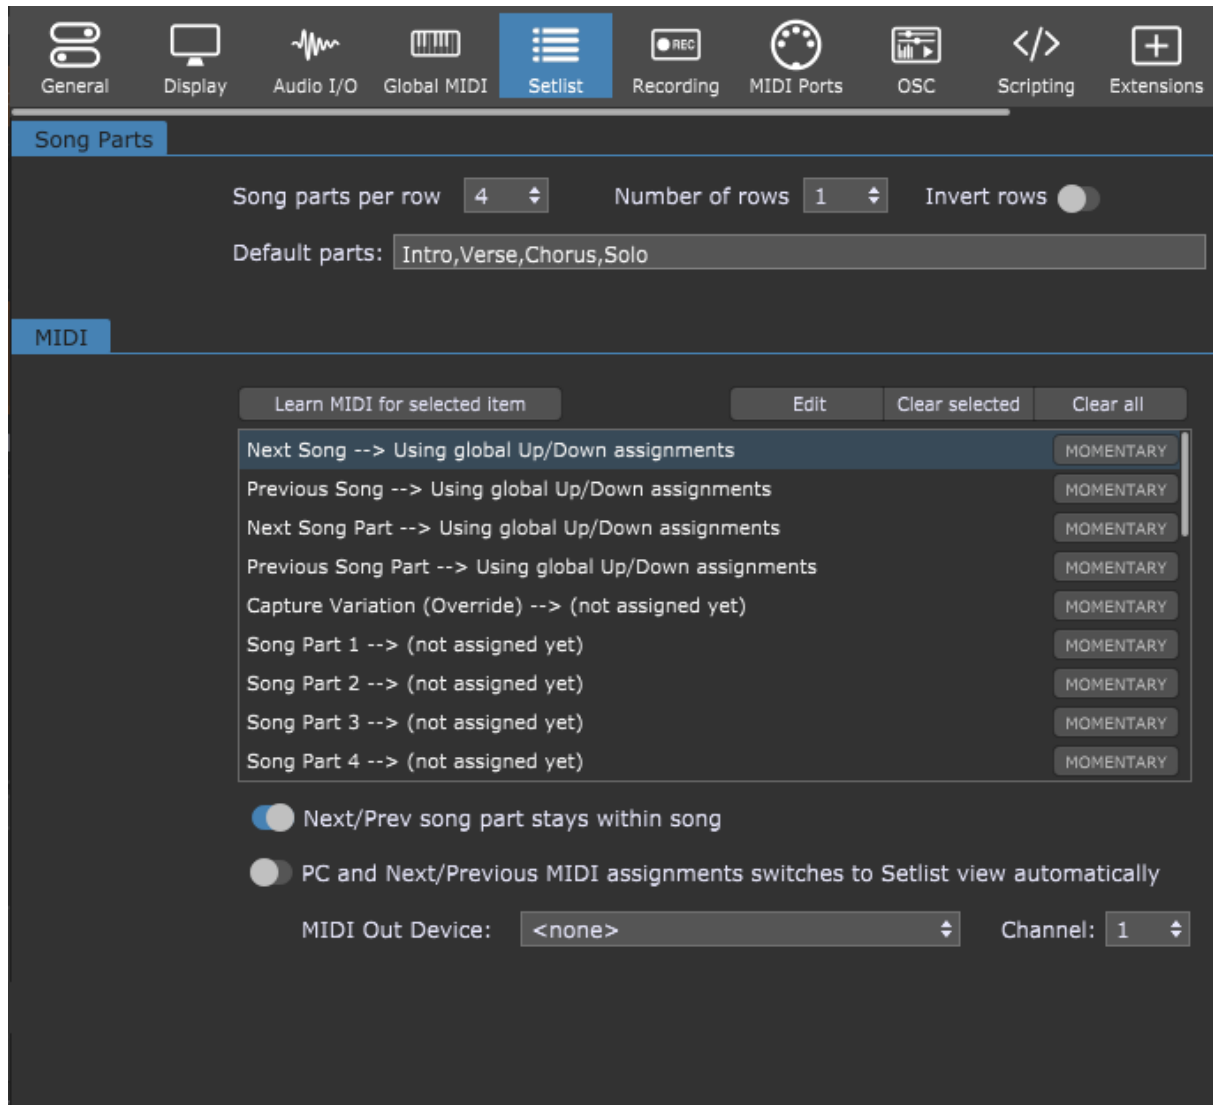 General Display Audio I/O Global MIDI Setlist REC Recording MIDI Ports OSC </> Scripting Extensions
Song Parts
Song parts per row 4 Number of rows 1 Invert rows
Default parts: Intro,Verse,Chorus,Solo
MIDI
Learn MIDI for selected item Edit Clear selected Clear all
Next Song --> Using global Up/Down assignments MOMENTARY
Previous Song --> Using global Up/Down assignments MOMENTARY
Next Song Part --> Using global Up/Down assignments MOMENTARY
Previous Song Part --> Using global Up/Down assignments MOMENTARY
Capture Variation (Override) --> (not assigned yet) MOMENTARY
Song Part 1 --> (not assigned yet) MOMENTARY
Song Part 2 --> (not assigned yet) MOMENTARY
Song Part 3 --> (not assigned yet) MOMENTARY
Song Part 4 --> (not assigned yet) MOMENTARY
Next/Prev song part stays within song
PC and Next/Previous MIDI assignments switches to Setlist view automatically
MIDI Out Device: <none> Channel: 1